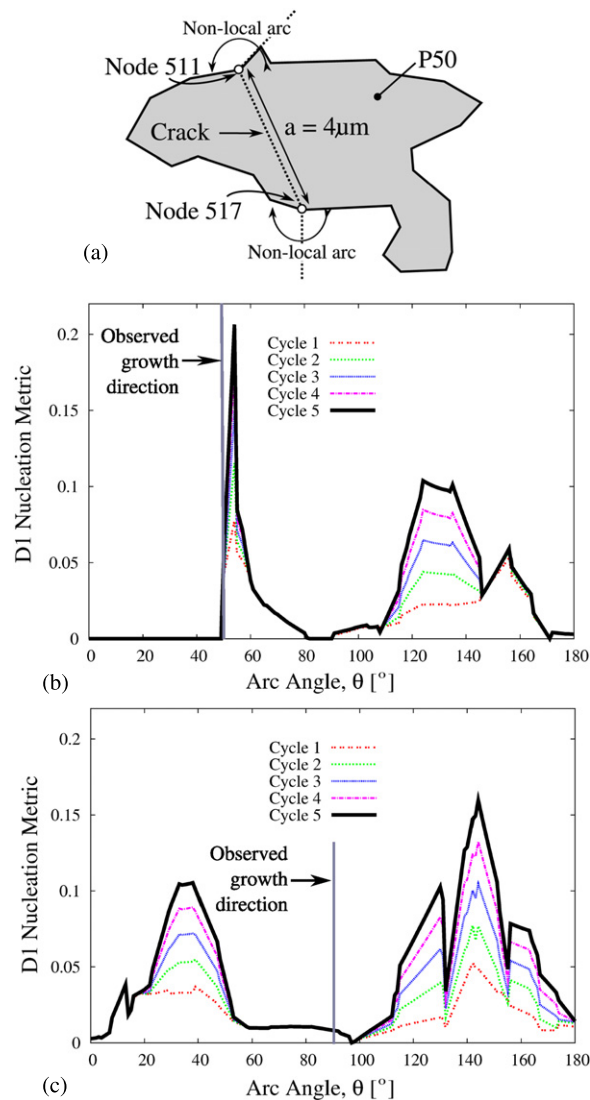 Non-local arc
Node 511
P50
Crack
a = 4μm
Node 517
Non-local arc
(a)
D1 Nucleation Metric
0.2
0.15
0.1
0.05
0
Observed
growth
direction
Cycle 1
Cycle 2
Cycle 3
Cycle 4
Cycle 5
0 20 40 60 80 100 120 140 160 180
Arc Angle, θ [°]
(b)
D1 Nucleation Metric
0.2
0.15
0.1
0.05
0
Cycle 1
Cycle 2
Cycle 3
Cycle 4
Cycle 5
Observed
growth
direction
0 20 40 60 80 100 120 140 160 180
Arc Angle, θ [°]
(c)